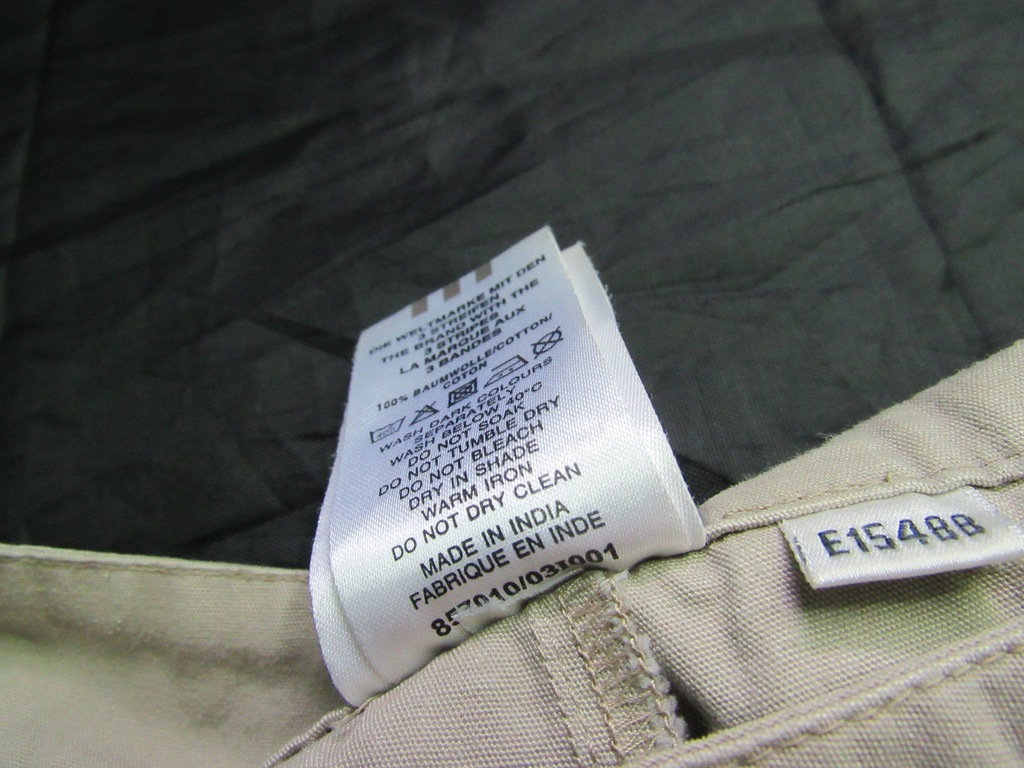 DIE WELTMARKE MIT DEN
3 STREIFEN
THE BRAND WITH THE
3 STRIPES
LA MARQUE AUX
3 BANDES
100% BAUMWOLLE/COTTON/
COTON
WASH DARK COLOURS
SEPARATELY
WASH BELOW 40°C
DO NOT SOAK
DO NOT TUMBLE DRY
DO NOT BLEACH
DRY IN SHADE
WARM IRON
DO NOT DRY CLEAN
MADE IN INDIA
FABRIQUE EN INDE
E15488